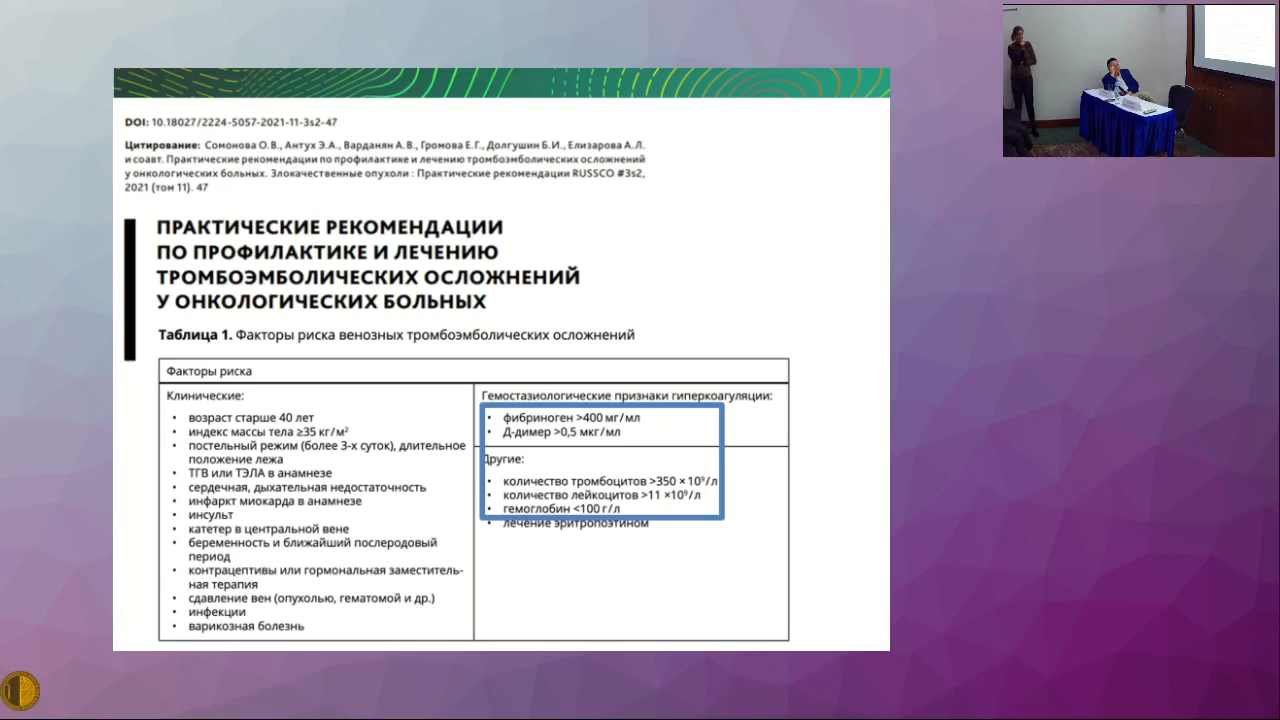 DOI: 10.18027/2224-5057-2021-11-3s2-47
Цитирование: Сомонова О.В., Антух Э.А., Варданян А.В., Громова Е.Г., Долгушин Б.И., Елизарова А.Л.
и соавт. Практические рекомендации по профилактике и лечению тромбоэмболических осложнений
у онкологических больных. Злокачественные опухоли : Практические рекомендации RUSSCO #3s2,
2021 (том 11). 47
ПРАКТИЧЕСКИЕ РЕКОМЕНДАЦИИ
ПО ПРОФИЛАКТИКЕ И ЛЕЧЕНИЮ
ТРОМБОЭМБОЛИЧЕСКИХ ОСЛОЖНЕНИЙ
У ОНКОЛОГИЧЕСКИХ БОЛЬНЫХ
Таблица 1. Факторы риска венозных тромбоэмболических осложнений
Факторы риска
Клинические:
• возраст старше 40 лет
• индекс массы тела ≥35 кг/м²
• постельный режим (более 3-х суток), длительное
положение лежа
• ТГВ или ТЭЛА в анамнезе
• сердечная, дыхательная недостаточность
• инфаркт миокарда в анамнезе
• инсульт
• катетер в центральной вене
• беременность и ближайший послеродовый
период
• контрацептивы или гормональная заместитель-
ная терапия
• сдавление вен (опухолью, гематомой и др.)
• инфекции
• варикозная болезнь
Гемостазиологические признаки гиперкоагуляции:
• фибриноген >400 мг/мл
• Д-димер >0,5 мкг/мл
Другие:
• количество тромбоцитов >350 × 10⁹/л
• количество лейкоцитов >11 ×10⁹/л
• гемоглобин <100 г/л
• лечение эритропоэтином